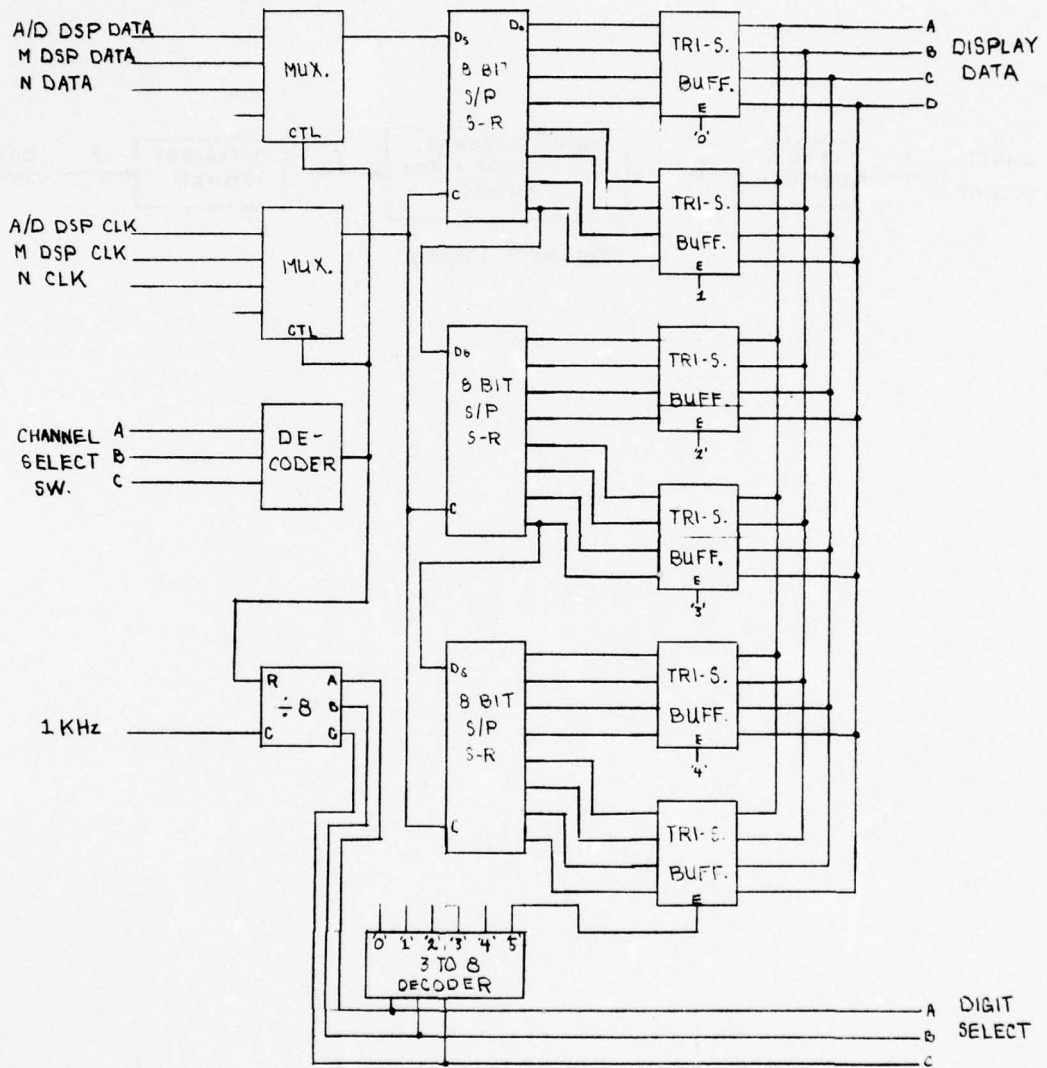 A/D DSP DATA
M DSP DATA
N DATA
MUX.
CTL
A/D DSP CLK
M DSP CLK
N CLK
MUX.
CTL
CHANNEL
SELECT
SW.
A
B
C
DE-
CODER
1 KHz
R
C
÷8
A
B
C
Ds
Do
8 BIT
S/P
S-R
C
8 BIT
S/P
S-R
C
Ds
8 BIT
S/P
S-R
C
TRI-S.
BUFF.
E
'0'
TRI-S.
BUFF.
E
1
TRI-S.
BUFF.
E
'2'
TRI-S.
BUFF.
E
'3'
TRI-S.
BUFF.
E
'4'
TRI-S.
BUFF.
E
A
B
C
D
DISPLAY
DATA
'0' '1' '2' '3' '4' '5'
3 TO 8
DECODER
A
B
C
DIGIT
SELECT